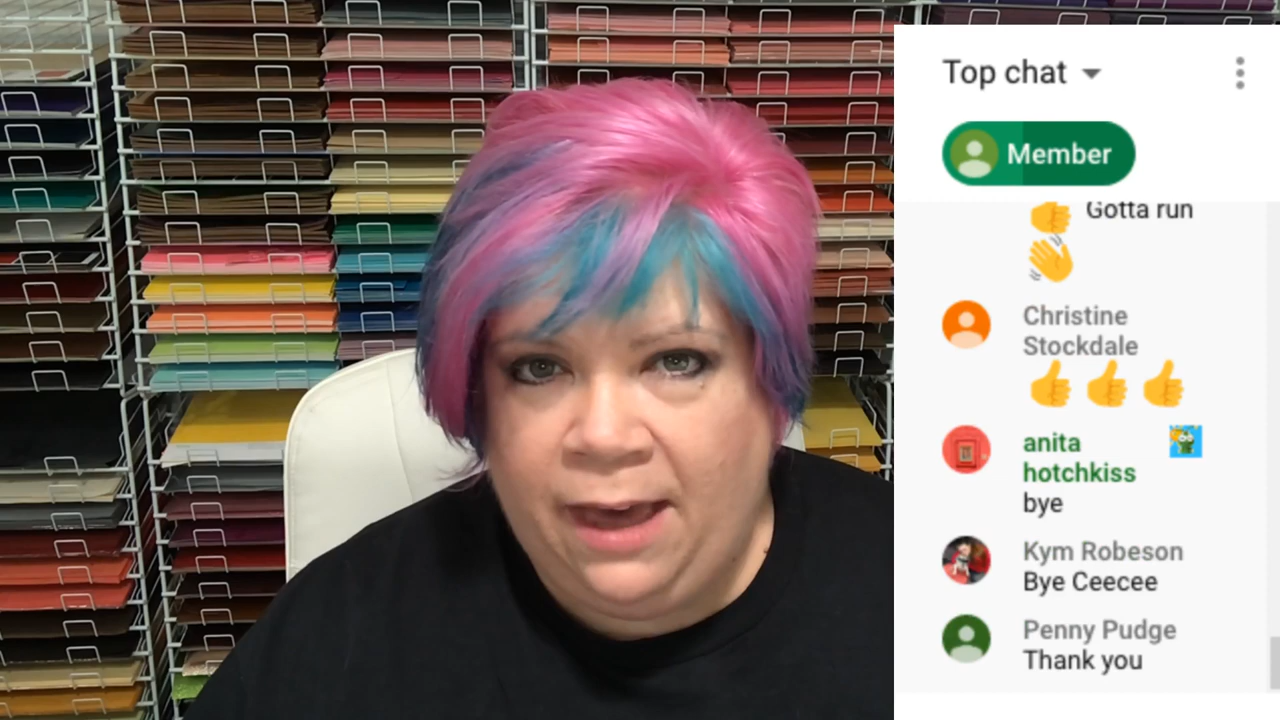 Top chat
Member
Gotta run
Christine
Stockdale
anita
hotchkiss
bye
Kym Robeson
Bye Ceecee
Penny Pudge
Thank you